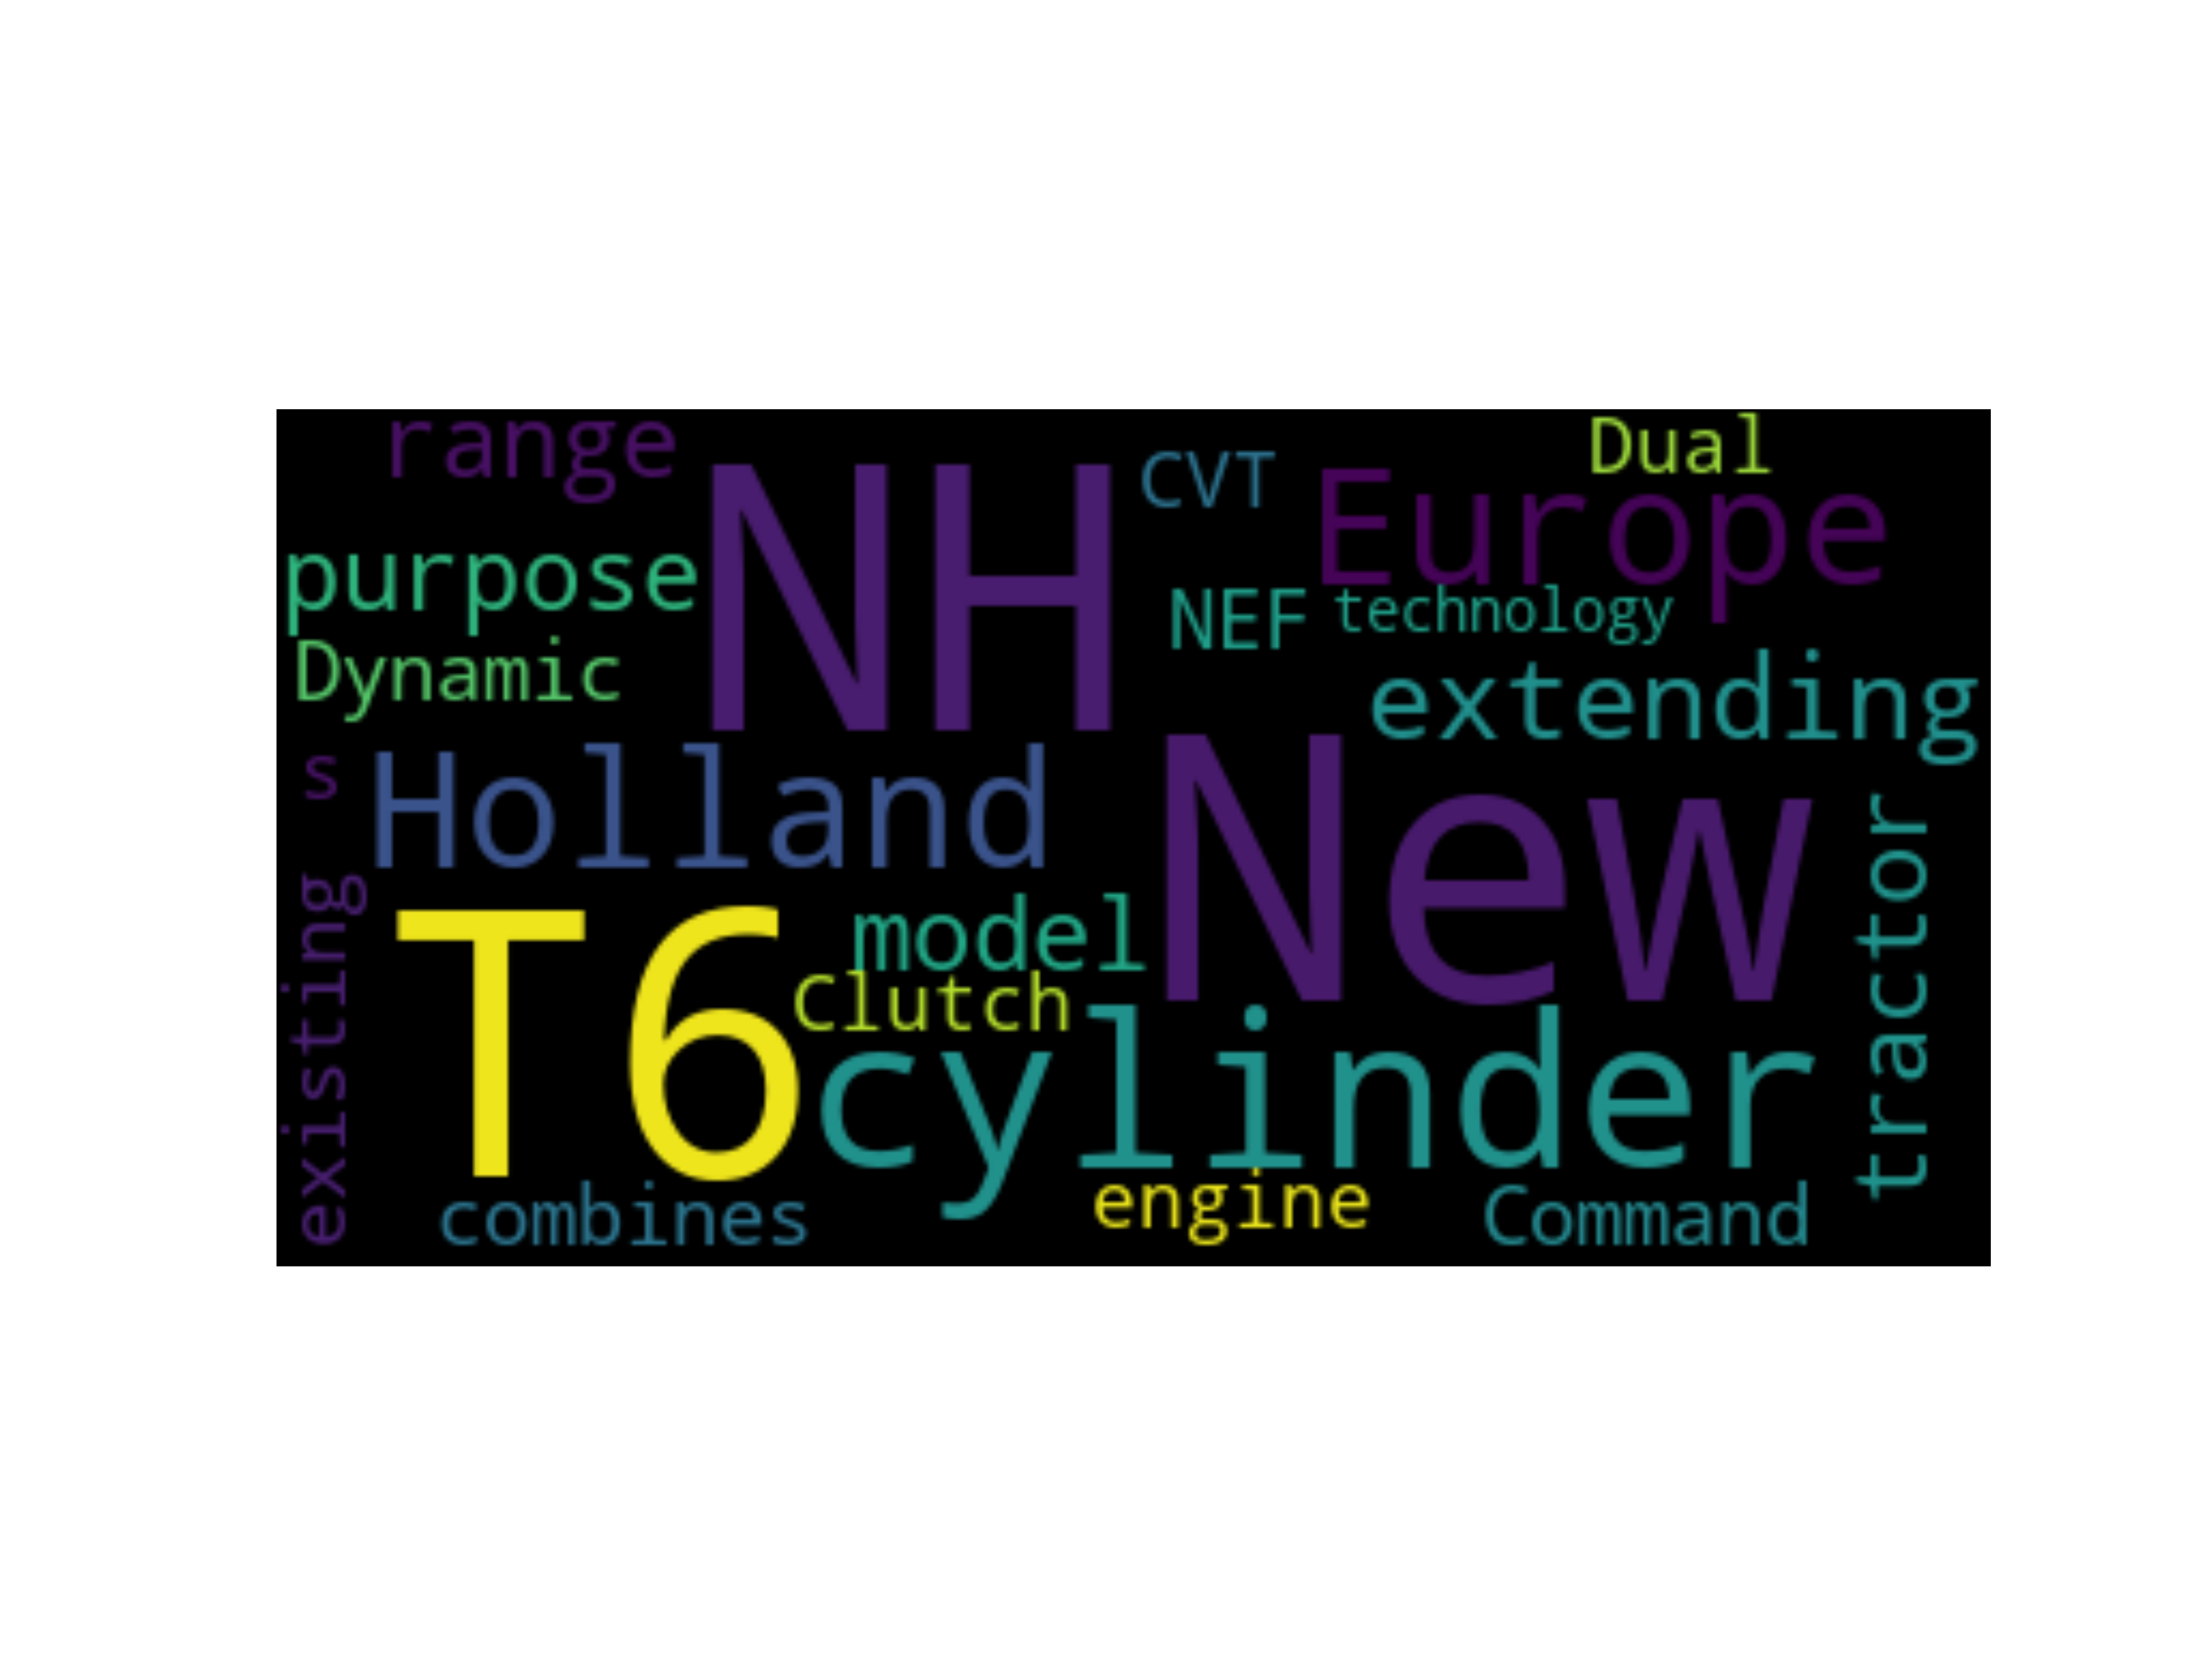 range
Dual
NH
CVT
Europe
purpose
NEF
technology
Dynamic
extending
s
Holland
New
tractor
existing
T6
model
Clutch
cylinder
combines
engine
Command